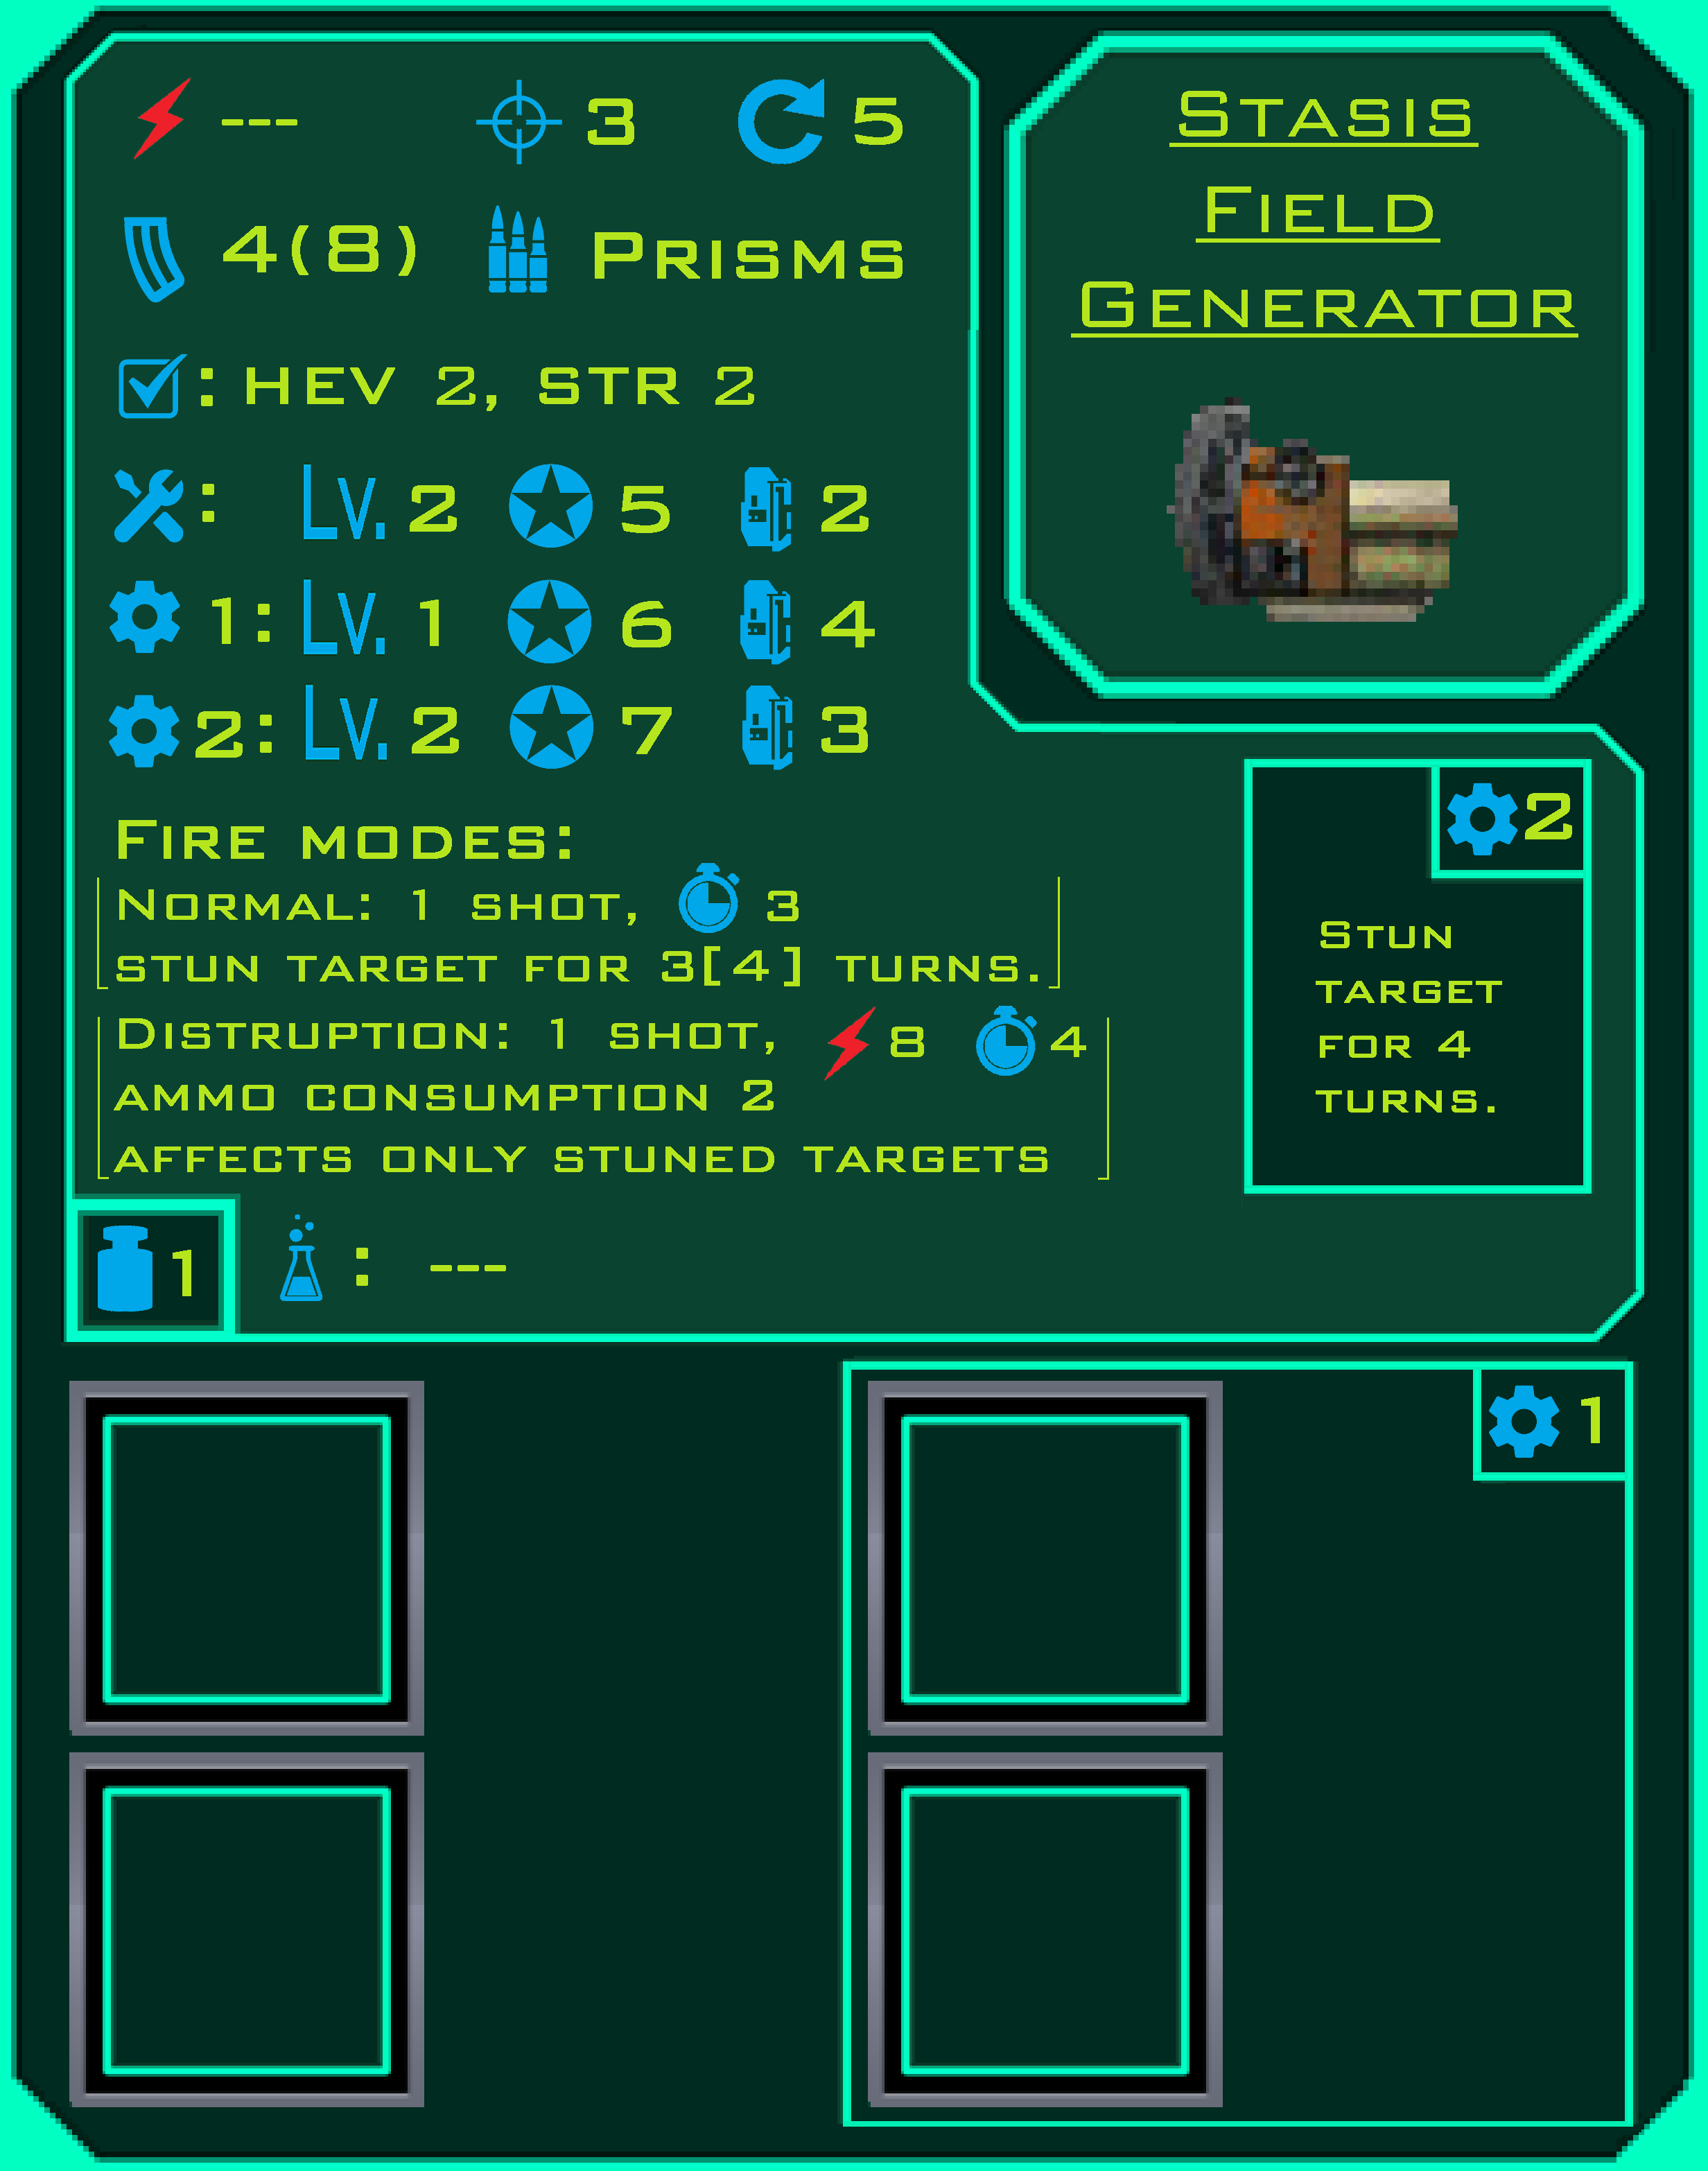 --- 3 5
4(8) Prisms
: HEV 2, STR 2
: Lv. 2 5 2
1: Lv. 1 6 4
2: Lv. 2 7 3
Fire modes:
Normal: 1 shot, 3
stun target for 3[4] turns.
Distruption: 1 shot, 8 4
ammo consumption 2
affects only stuned targets
1 : ---
Stasis
Field
Generator
2
Stun
target
for 4
turns.
1